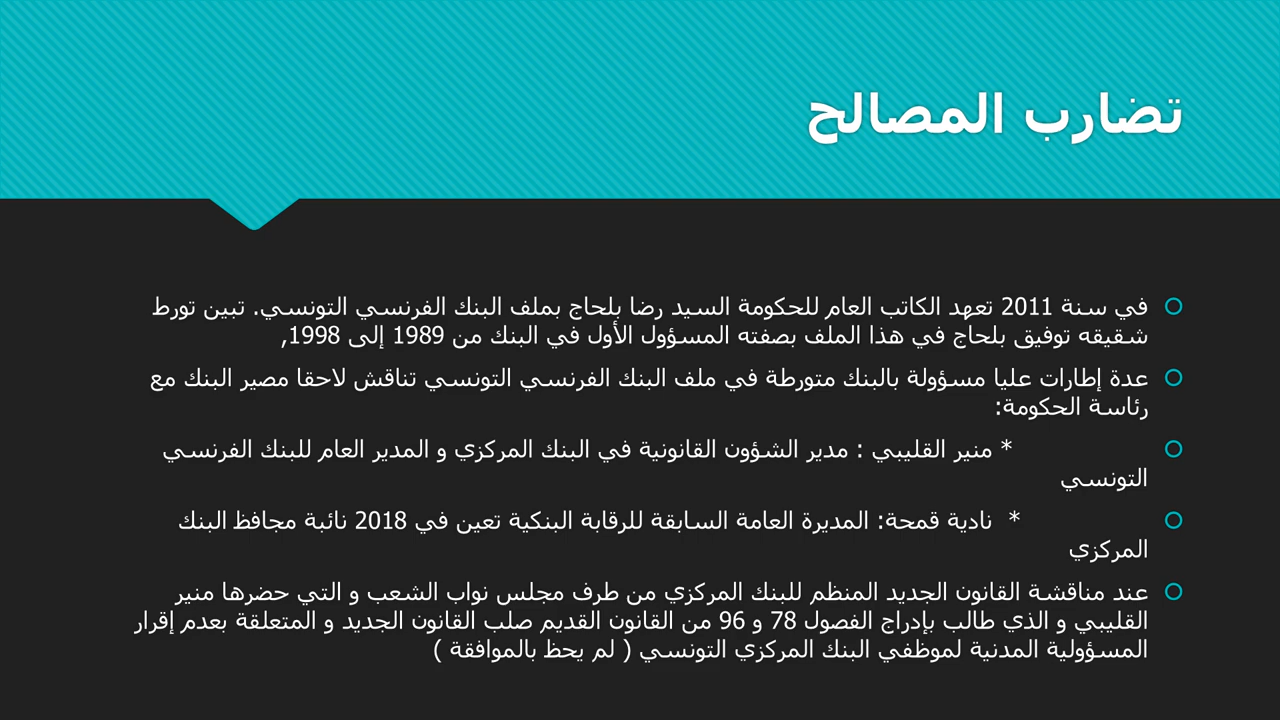 تضارب المصالح
في سنة 2011 تعهد الكاتب العام للحكومة السيد رضا بلحاج بملف البنك الفرنسي التونسي. تبين تورط
شقيقه توفيق بلحاج في هذا الملف بصفته المسؤول الأول في البنك من 1989 إلى 1998,
عدة إطارات عليا مسؤولة بالبنك متورطة في ملف البنك الفرنسي التونسي تناقش لاحقا مصير البنك مع
رئاسة الحكومة:
* منير القليبي : مدير الشؤون القانونية في البنك المركزي و المدير العام للبنك الفرنسي
التونسي
* نادية قمحة: المديرة العامة السابقة للرقابة البنكية تعين في 2018 نائبة مجافظ البنك
المركزي
عند مناقشة القانون الجديد المنظم للبنك المركزي من طرف مجلس نواب الشعب و التي حضرها منير
القليبي و الذي طالب بإدراج الفصول 78 و 96 من القانون القديم صلب القانون الجديد و المتعلقة بعدم إقرار
المسؤولية المدنية لموظفي البنك المركزي التونسي ( لم يحظ بالموافقة )